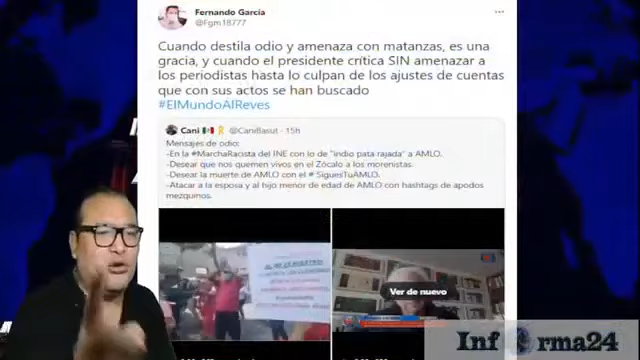 Fernando García
@Fgm18777
Cuando destila odio y amenaza con matanzas, es una
gracia, y cuando el presidente crítica SIN amenazar a
los periodistas hasta lo culpan de los ajustes de cuentas
que con sus actos se han buscado
#ElMundoAlReves
Cani @CaniBasut · 15h
Mensajes de odio:
-En la #MarchaRacista del INE con lo de "indio pata rajada" a AMLO.
-Desear que nos quemen vivos en el Zócalo a los morenistas.
-Desear la muerte de AMLO con el # SiguesTuAMLO.
-Atacar a la esposa y al hijo menor de edad de AMLO con hashtags de apodos
mezquinos.
Ver de nuevo
Inf rma24